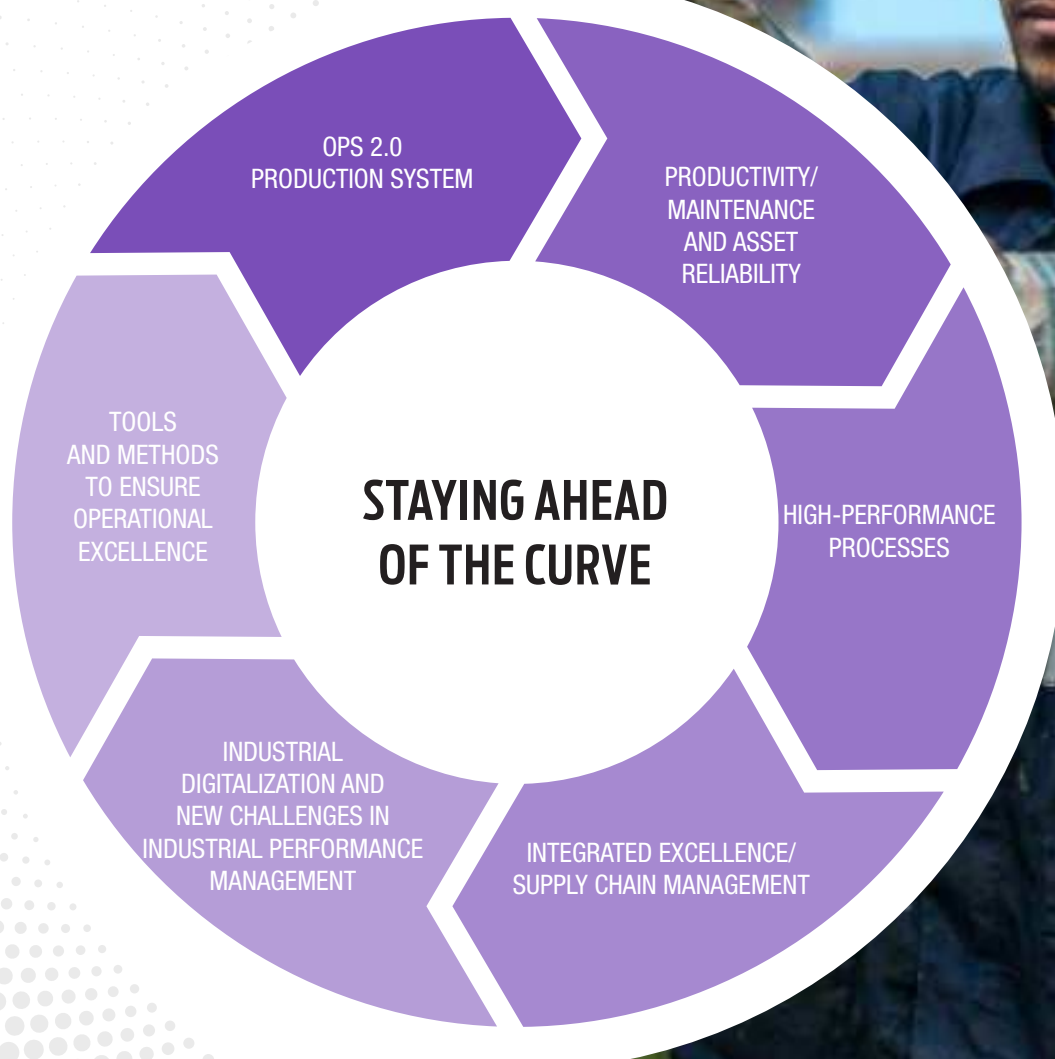 OPS 2.0
PRODUCTION SYSTEM
PRODUCTIVITY/
MAINTENANCE
AND ASSET
RELIABILITY
HIGH-PERFORMANCE
PROCESSES
INTEGRATED EXCELLENCE/
SUPPLY CHAIN MANAGEMENT
INDUSTRIAL
DIGITALIZATION AND
NEW CHALLENGES IN
INDUSTRIAL PERFORMANCE
MANAGEMENT
TOOLS
AND METHODS
TO ENSURE
OPERATIONAL
EXCELLENCE
STAYING AHEAD
OF THE CURVE